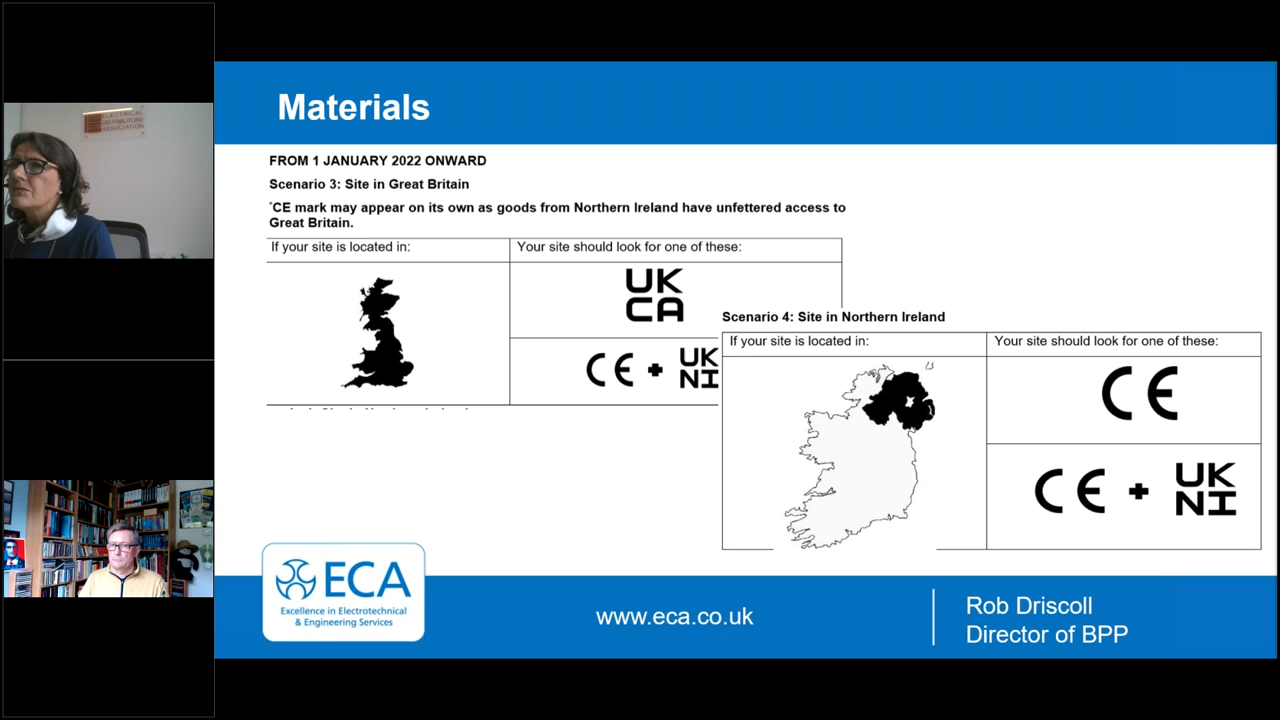 ELECTRICAL
DISTRIBUTORS
ASSOCIATION
Materials
FROM 1 JANUARY 2022 ONWARD
Scenario 3: Site in Great Britain
*CE mark may appear on its own as goods from Northern Ireland have unfettered access to
Great Britain.
If your site is located in:
Your site should look for one of these:
UK
CA
CE + UK
NI
Scenario 4: Site in Northern Ireland
If your site is located in:
Your site should look for one of these:
CE
CE + UK
NI
ECA
Excellence in Electrotechnical
& Engineering Services
www.eca.co.uk
Rob Driscoll
Director of BPP